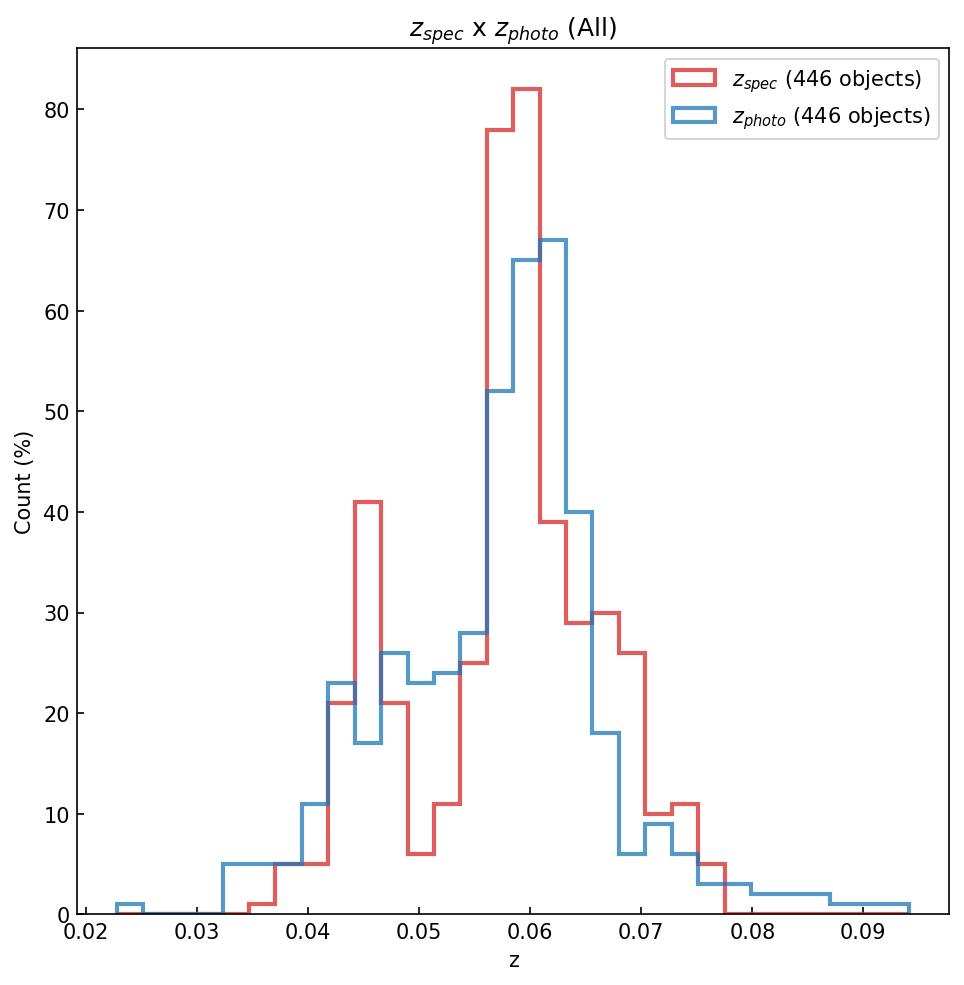 z_spec x z_photo (All)
z_spec (446 objects)
z_photo (446 objects)
Count (%)
80
70
60
50
40
30
20
10
0
0.02 0.03 0.04 0.05 0.06 0.07 0.08 0.09
z